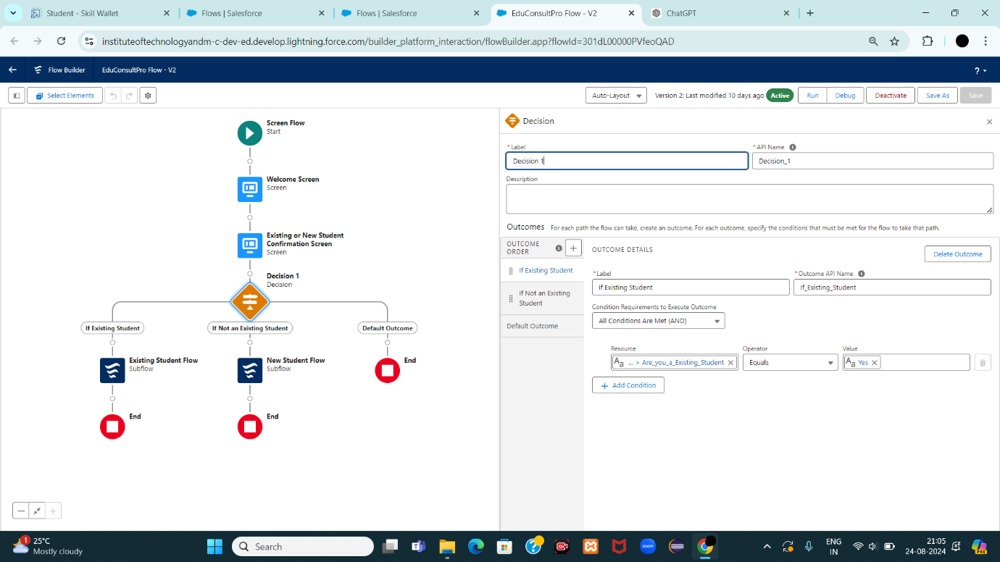 Student - Skill Wallet
Flows | Salesforce
Flows | Salesforce
EduConsultPro Flow - V2
ChatGPT
instituteoftechnologyandm-c-dev-ed.develop.lightning.force.com/builder_platform_interaction/flowBuilder.app?flowId=301dL00000PVfeoQAD
Flow Builder
EduConsultPro Flow - V2
?
Select Elements
Auto-Layout
Version 2: Last modified 10 days ago
Active
Run
Debug
Deactivate
Save As
Save
Screen Flow
Start
Welcome Screen
Screen
Existing or New Student
Confirmation Screen
Screen
Decision 1
Decision
If Existing Student
If Not an Existing Student
Default Outcome
Existing Student Flow
Subflow
New Student Flow
Subflow
End
End
End
Decision
* Label
* API Name
Decision 1
Decision_1
Description
Outcomes For each path the flow can take, create an outcome. For each outcome, specify the conditions that must be met for the flow to take that path.
OUTCOME
ORDER
If Existing Student
If Not an Existing
Student
Default Outcome
OUTCOME DETAILS
Delete Outcome
* Label
* Outcome API Name
If Existing Student
If_Existing_Student
Condition Requirements to Execute Outcome
All Conditions Are Met (AND)
Resource
Operator
Value
Aa ... > Are_you_a_Existing_Student
Equals
Aa Yes
Add Condition
1
25°C
Mostly cloudy
Search
zoom
ENG
IN
21:05
24-08-2024
PRE